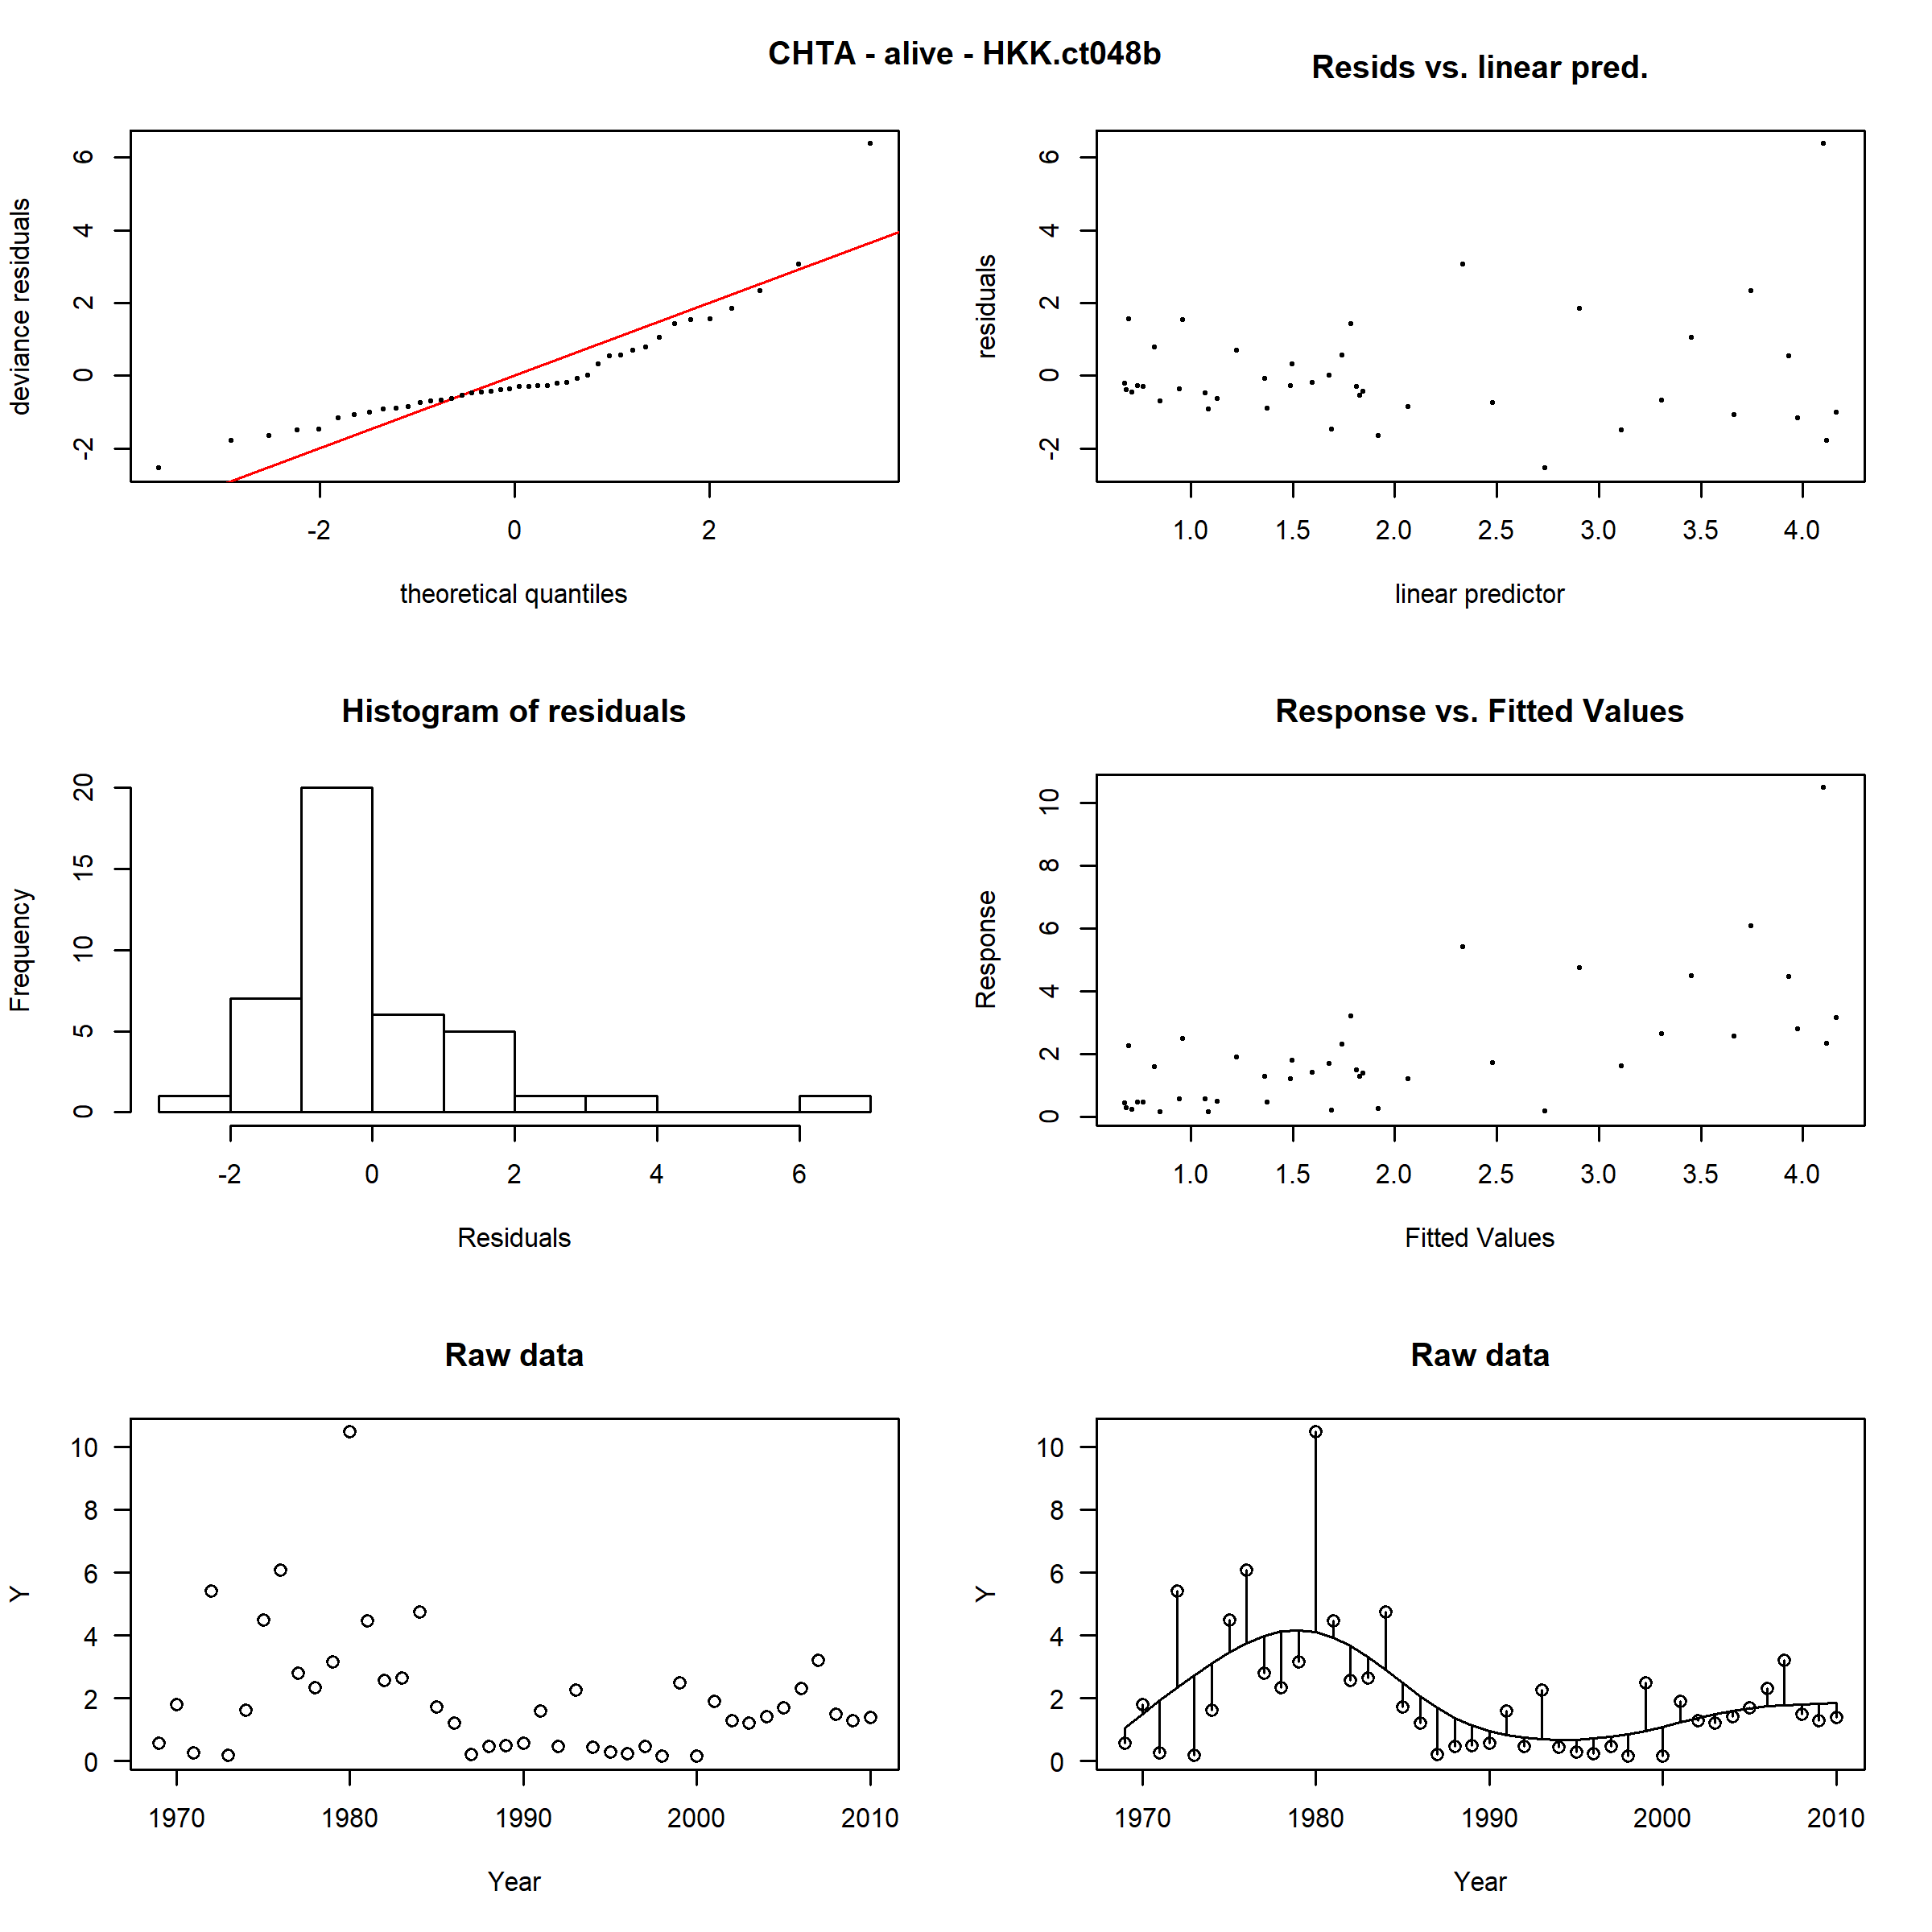 CHTA - alive - HKK.ct048b
Resids vs. linear pred.
deviance residuals
-2 0 2 4 6
-2 0 2
theoretical quantiles
residuals
-2 0 2 4 6
1.0 1.5 2.0 2.5 3.0 3.5 4.0
linear predictor
Histogram of residuals
Frequency
0 5 10 15 20
-2 0 2 4 6
Residuals
Response vs. Fitted Values
Response
0 2 4 6 8 10
1.0 1.5 2.0 2.5 3.0 3.5 4.0
Fitted Values
Raw data
Y
0 2 4 6 8 10
1970 1980 1990 2000 2010
Year
Raw data
Y
0 2 4 6 8 10
1970 1980 1990 2000 2010
Year